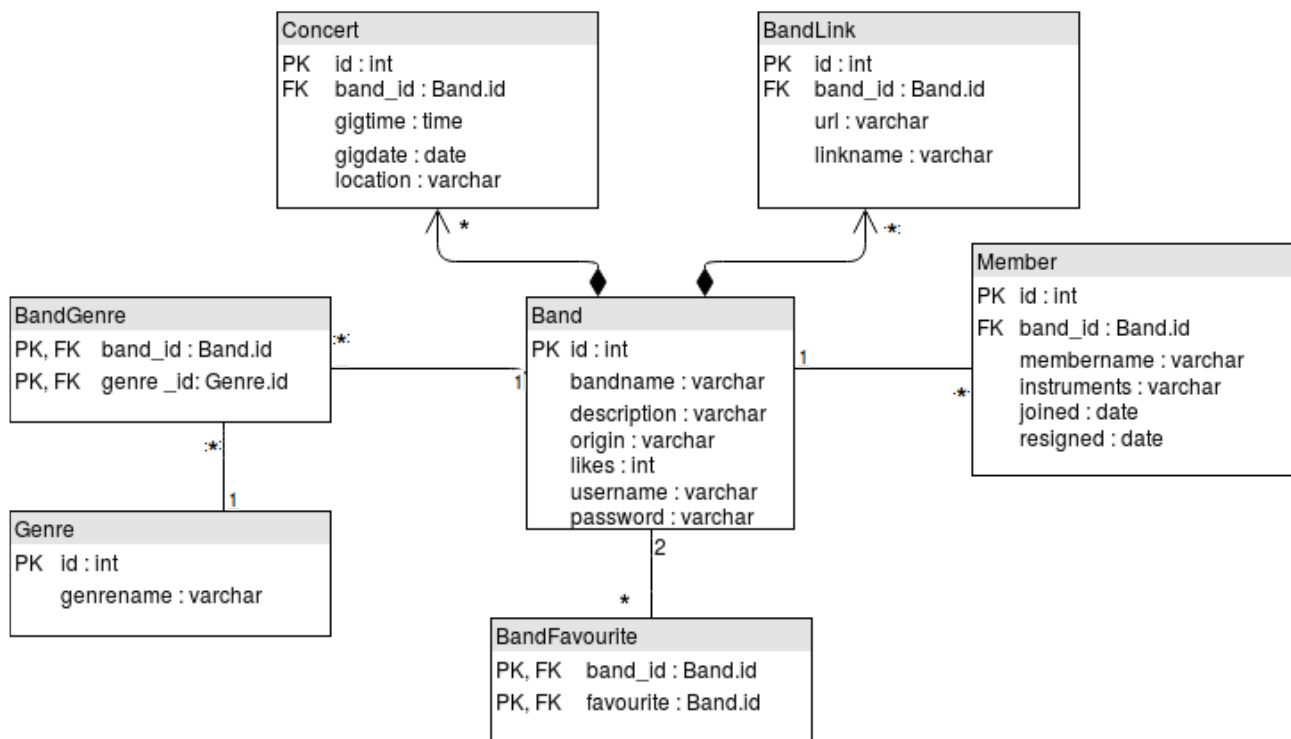 Concert
PK id : int
FK band_id : Band.id
gigtime : time
gigdate : date
location : varchar
*
BandLink
PK id : int
FK band_id : Band.id
url : varchar
linkname : varchar
*
Member
PK id : int
FK band_id : Band.id
membername : varchar
instruments : varchar
joined : date
resigned : date
BandGenre
PK, FK band_id : Band.id
PK, FK genre _id: Genre.id
*
1
Band
PK id : int
bandname : varchar
description : varchar
origin : varchar
likes : int
username : varchar
password : varchar
1
*
*
1
Genre
PK id : int
genrename : varchar
2
*
BandFavourite
PK, FK band_id : Band.id
PK, FK favourite : Band.id